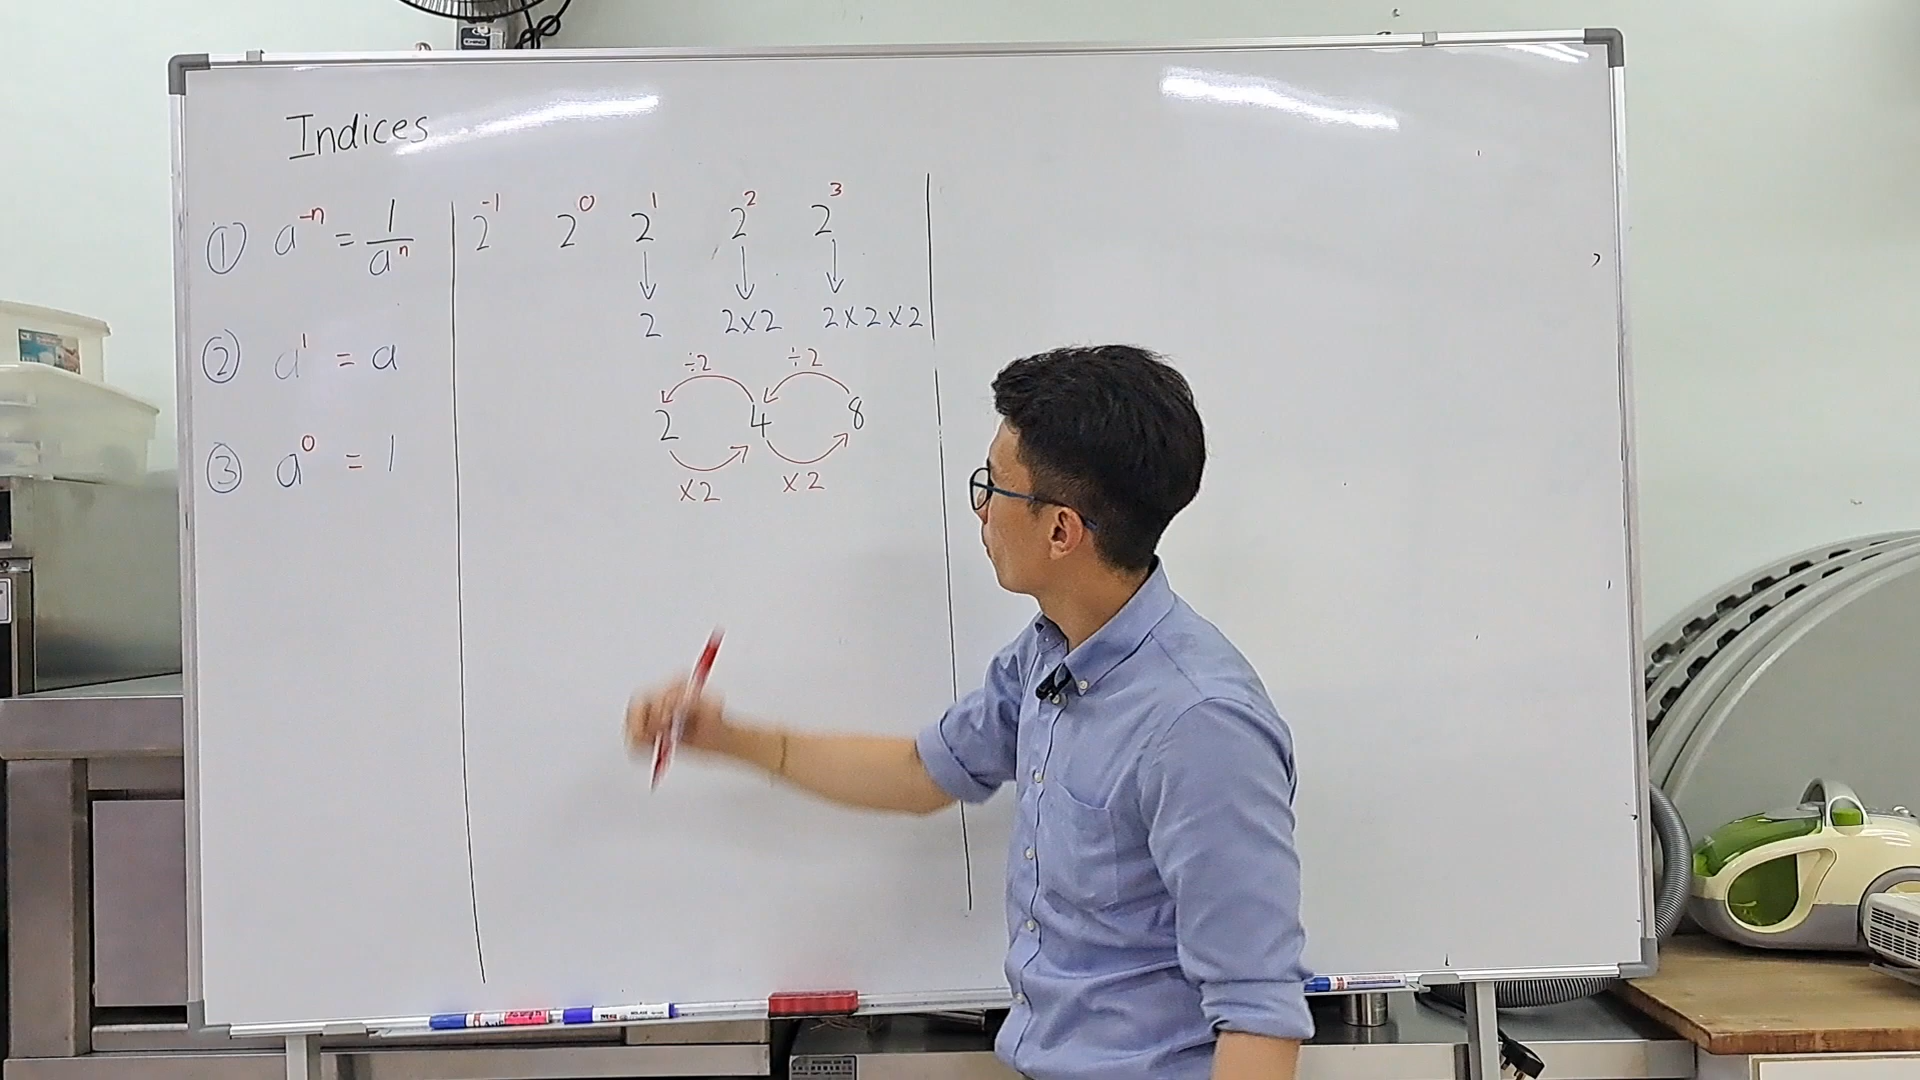 Indices
① a⁻ⁿ = 1/aⁿ
② a¹ = a
③ a⁰ = 1
2⁻¹ 2⁰ 2¹ 2² 2³
2 2×2 2×2×2
÷2 ÷2
2 4 8
×2 ×2